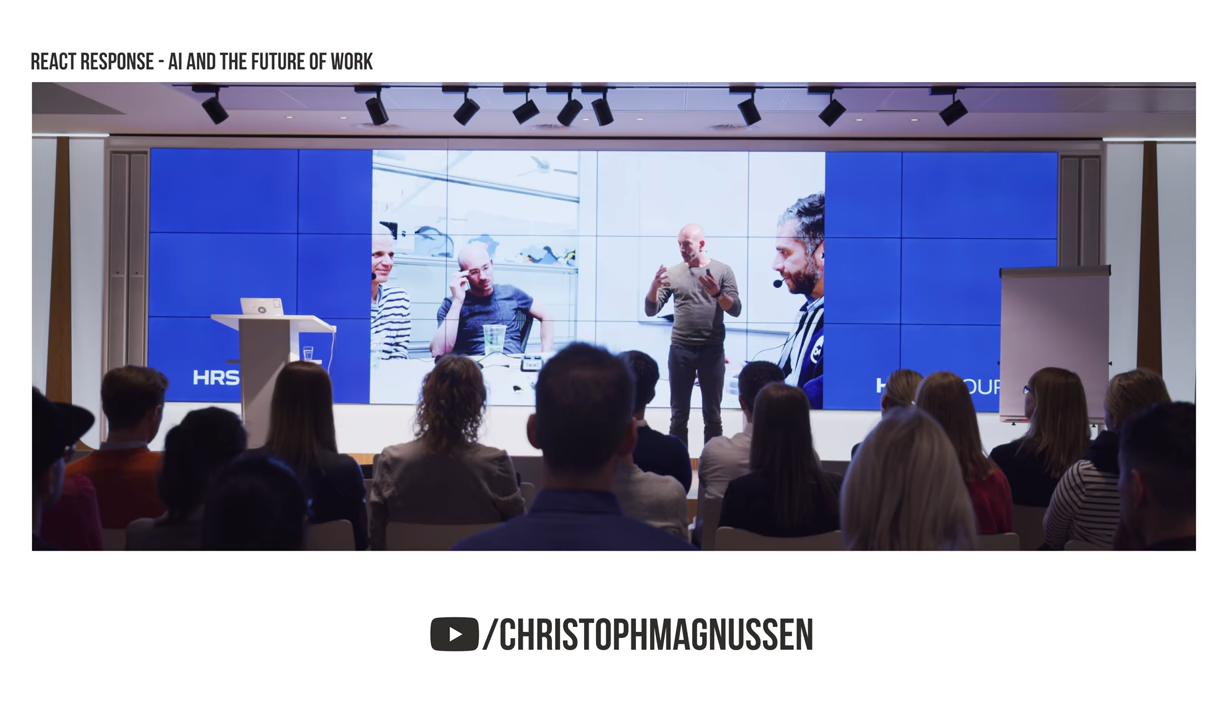 REACT RESPONSE - AI AND THE FUTURE OF WORK
HRS
/CHRISTOPHMAGNUSSEN